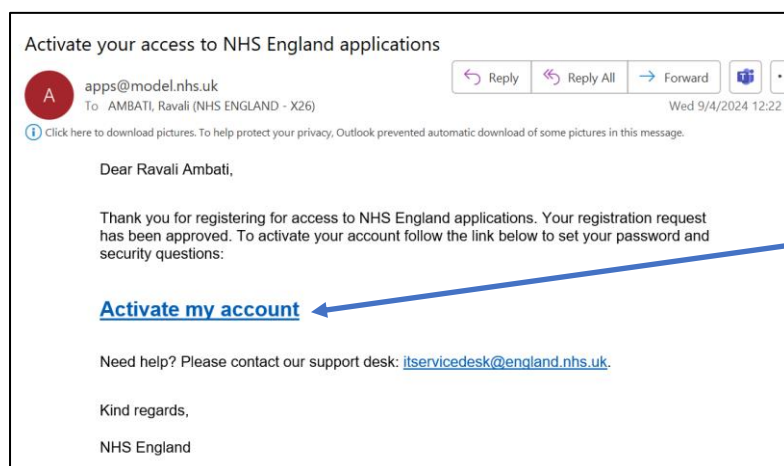 Activate your access to NHS England applications
A
apps@model.nhs.uk
To AMBATI, Ravali (NHS ENGLAND - X26)
Reply
Reply All
Forward
Wed 9/4/2024 12:22
Click here to download pictures. To help protect your privacy, Outlook prevented automatic download of some pictures in this message.
Dear Ravali Ambati,
Thank you for registering for access to NHS England applications. Your registration request
has been approved. To activate your account follow the link below to set your password and
security questions:
Activate my account
Need help? Please contact our support desk: itservicedesk@england.nhs.uk.
Kind regards,
NHS England